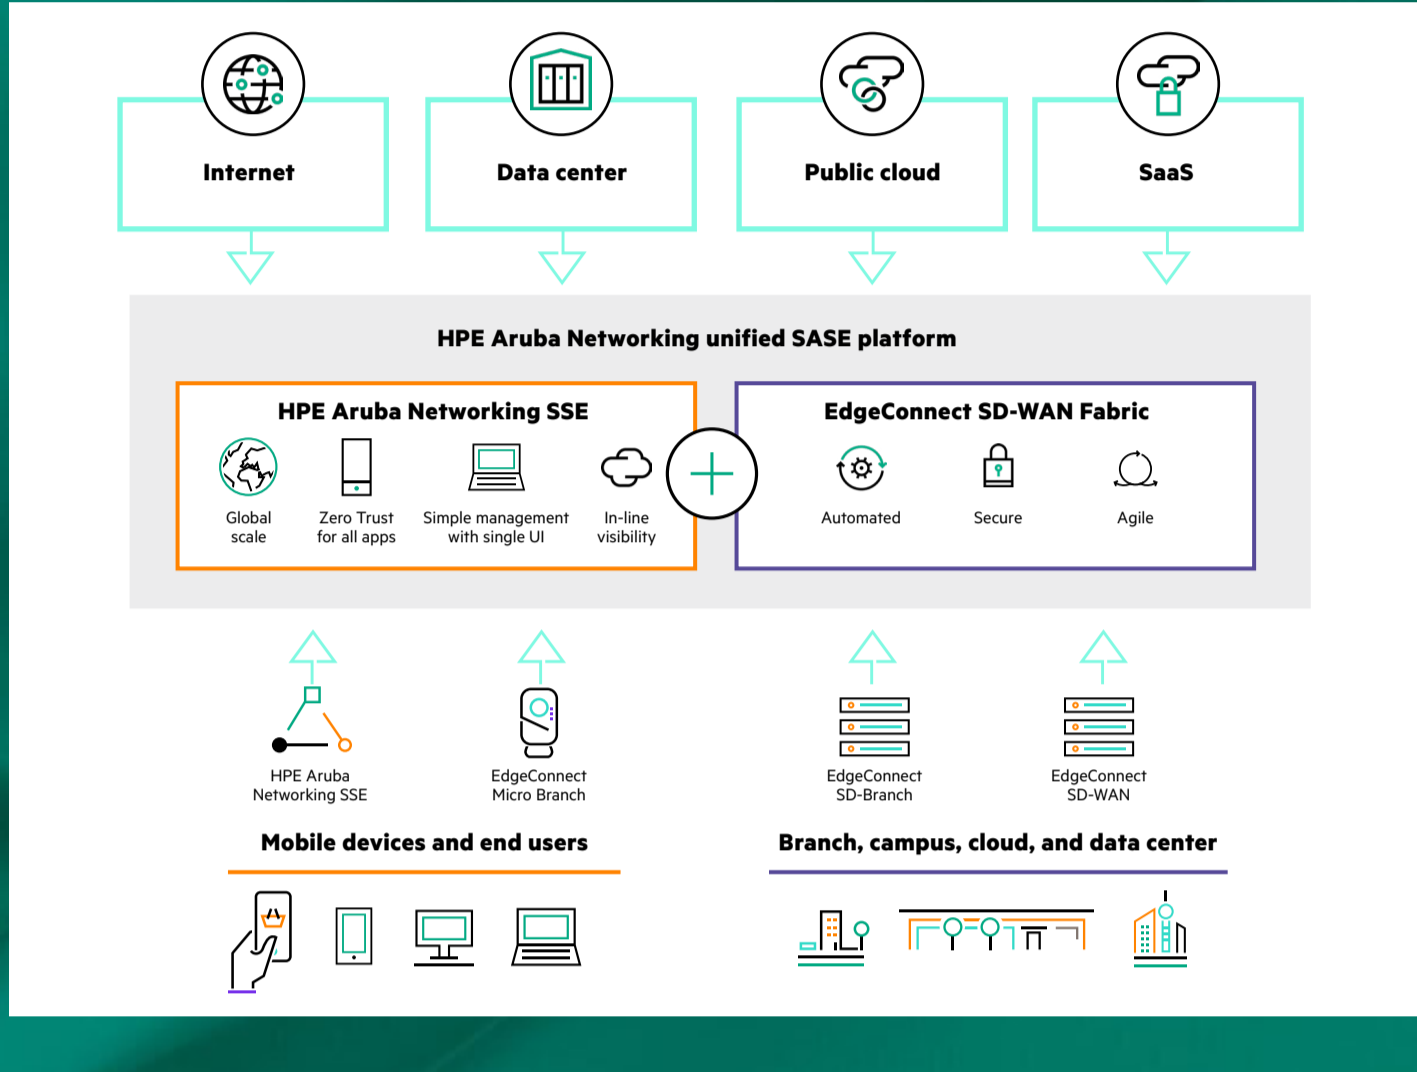 Internet
Data center
Public cloud
SaaS
HPE Aruba Networking unified SASE platform
HPE Aruba Networking SSE
Global
scale
Zero Trust
for all apps
Simple management
with single UI
In-line
visibility
EdgeConnect SD-WAN Fabric
Automated
Secure
Agile
HPE Aruba
Networking SSE
EdgeConnect
Micro Branch
EdgeConnect
SD-Branch
EdgeConnect
SD-WAN
Mobile devices and end users
Branch, campus, cloud, and data center